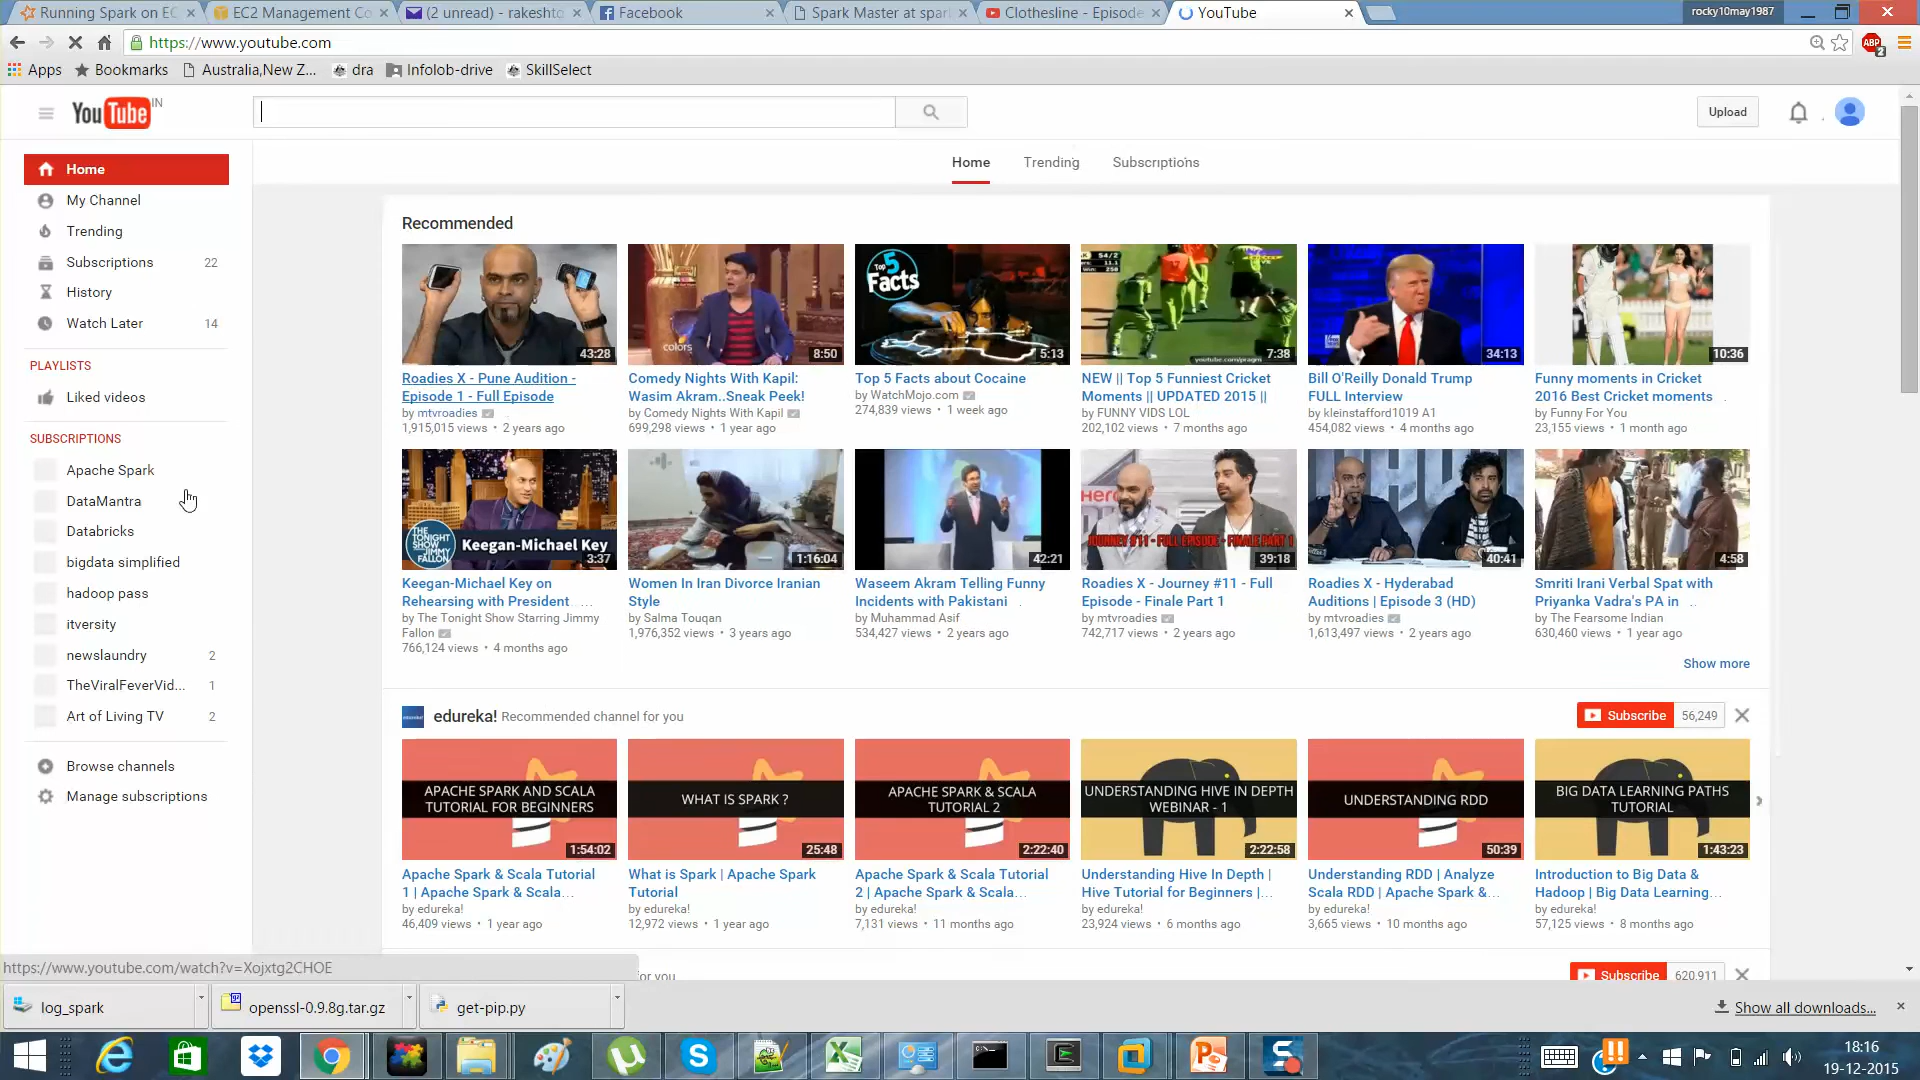 Running Spark on EC
EC2 Management Co
(2 unread) - rakeshto
Facebook
Spark Master at spar
Clothesline - Episode
YouTube
rocky10may1987
https://www.youtube.com
ABP
2
Apps
Bookmarks
Australia,New Z...
dra
Infolob-drive
SkillSelect
YouTube IN
Upload
Home
My Channel
Trending
Subscriptions 22
History
Watch Later 14
PLAYLISTS
Liked videos
SUBSCRIPTIONS
Apache Spark
DataMantra
Databricks
bigdata simplified
hadoop pass
itversity
newslaundry 2
TheViralFeverVid... 1
Art of Living TV 2
Browse channels
Manage subscriptions
Home Trending Subscriptions
Recommended
43:28
Roadies X - Pune Audition -
Episode 1 - Full Episode
by mtvroadies
1,915,015 views • 2 years ago
colors
8:50
Comedy Nights With Kapil:
Wasim Akram..Sneak Peek!
by Comedy Nights With Kapil
699,298 views • 1 year ago
Top 5
Facts
5:13
Top 5 Facts about Cocaine
by WatchMojo.com
274,839 views • 1 week ago
7:38
NEW || Top 5 Funniest Cricket
Moments || UPDATED 2015 ||
by FUNNY VIDS LOL
202,102 views • 7 months ago
34:13
Bill O'Reilly Donald Trump
FULL Interview
by kleinstafford1019 A1
454,082 views • 4 months ago
10:36
Funny moments in Cricket
2016 Best Cricket moments
by Funny For You
23,155 views • 1 month ago
THE
TONIGHT
SHOW
JIMMY
FALLON
Keegan-Michael Key
3:37
Keegan-Michael Key on
Rehearsing with President ...
by The Tonight Show Starring Jimmy
Fallon
766,124 views • 4 months ago
1:16:04
Women In Iran Divorce Iranian
Style
by Salma Touqan
1,976,352 views • 3 years ago
42:21
Waseem Akram Telling Funny
Incidents with Pakistani
by Muhammad Asif
534,427 views • 2 years ago
Hero
JOURNEY #11 - FULL EPISODE - FINALE PART 1
39:18
Roadies X - Journey #11 - Full
Episode - Finale Part 1
by mtvroadies
742,717 views • 2 years ago
40:41
Roadies X - Hyderabad
Auditions | Episode 3 (HD)
by mtvroadies
1,613,497 views • 2 years ago
4:58
Smriti Irani Verbal Spat with
Priyanka Vadra's PA in ..
by The Fearsome Indian
630,460 views • 1 year ago
Show more
edureka! Recommended channel for you
Subscribe 56,249
APACHE SPARK AND SCALA
TUTORIAL FOR BEGINNERS
1:54:02
Apache Spark & Scala Tutorial
1 | Apache Spark & Scala...
by edureka!
46,409 views • 1 year ago
WHAT IS SPARK ?
25:48
What is Spark | Apache Spark
Tutorial
by edureka!
12,972 views • 1 year ago
APACHE SPARK & SCALA
TUTORIAL 2
2:22:40
Apache Spark & Scala Tutorial
2 | Apache Spark & Scala...
by edureka!
7,131 views • 11 months ago
UNDERSTANDING HIVE IN DEPTH
WEBINAR - 1
2:22:58
Understanding Hive In Depth |
Hive Tutorial for Beginners |...
by edureka!
23,924 views • 6 months ago
UNDERSTANDING RDD
50:39
Understanding RDD | Analyze
Scala RDD | Apache Spark &...
by edureka!
3,665 views • 10 months ago
BIG DATA LEARNING PATHS
TUTORIAL
1:43:23
Introduction to Big Data &
Hadoop | Big Data Learning...
by edureka!
57,125 views • 8 months ago
or you
Subscribe 620,911
https://www.youtube.com/watch?v=Xojxtg2CHOE
log_spark
openssl-0.9.8g.tar.gz
get-pip.py
Show all downloads...
18:16
19-12-2015